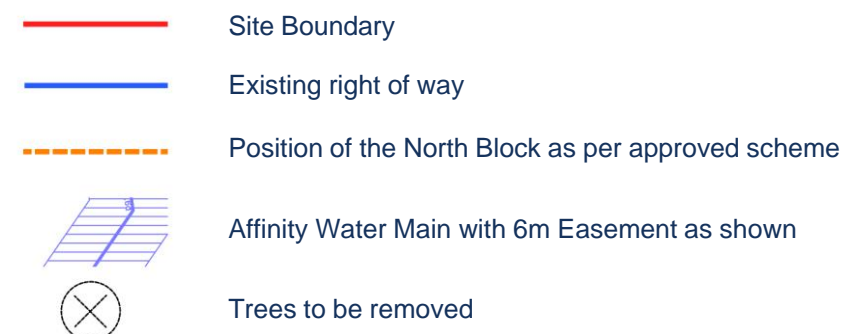 Site Boundary
Existing right of way
Position of the North Block as per approved scheme
Affinity Water Main with 6m Easement as shown
Trees to be removed